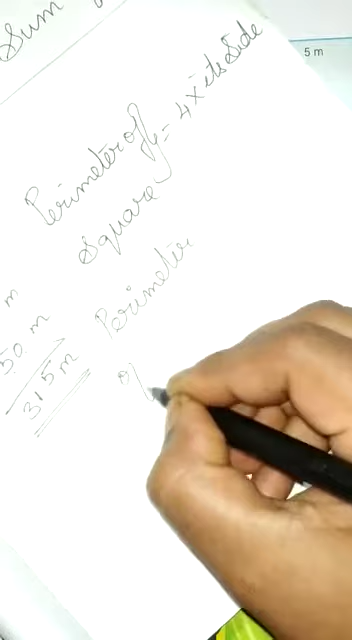 Sum
5 m
Perimeter of
Square } = 4 x its side
m
50 m
315 m
Perimeter
of